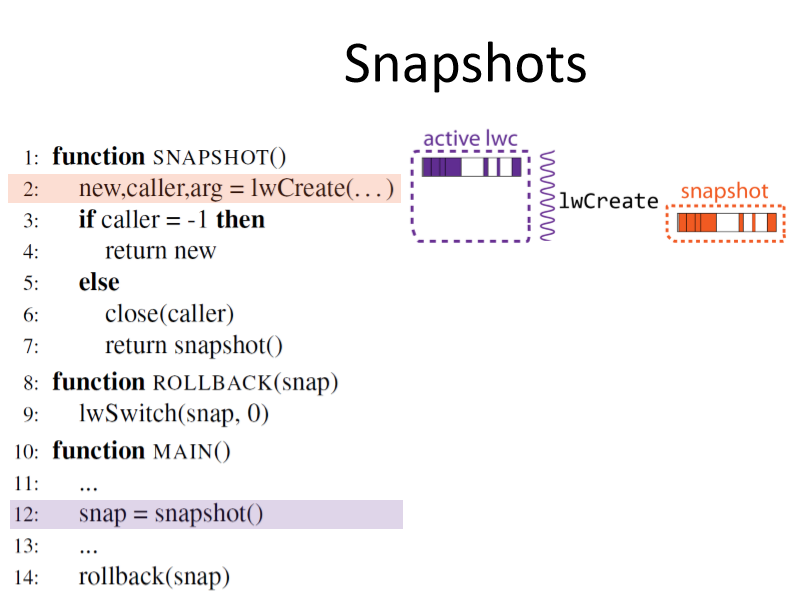 Snapshots
1: function SNAPSHOT()
2: new,caller,arg = lwCreate(...)
3: if caller = -1 then
4: return new
5: else
6: close(caller)
7: return snapshot()
8: function ROLLBACK(snap)
9: lwSwitch(snap, 0)
10: function MAIN()
11: ...
12: snap = snapshot()
13: ...
14: rollback(snap)
active lwc
lwCreate
snapshot